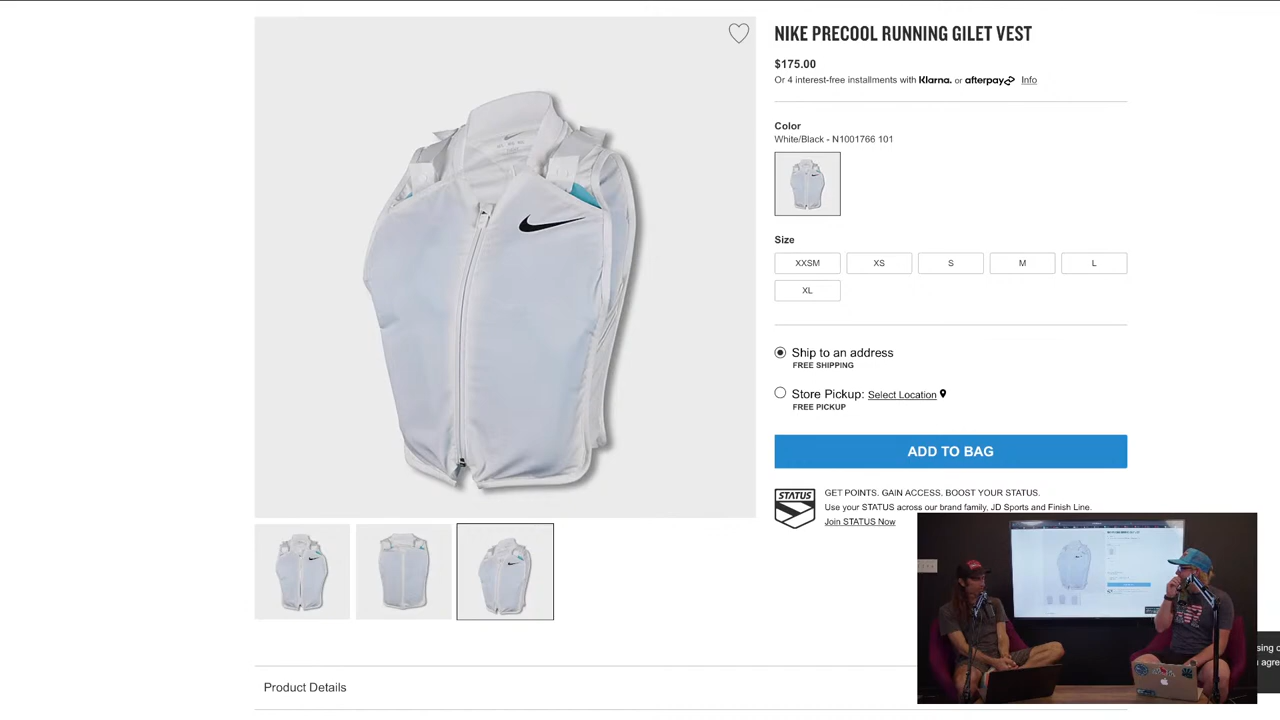 NIKE PRECOOL RUNNING GILET VEST
$175.00
Or 4 interest-free installments with Klarna. or afterpay Info
Color
White/Black - N1001766 101
Size
XXSM XS S M L
XL
Ship to an address
FREE SHIPPING
Store Pickup: Select Location
FREE PICKUP
ADD TO BAG
STATUS
GET POINTS. GAIN ACCESS. BOOST YOUR STATUS.
Use your STATUS across our brand family, JD Sports and Finish Line.
Join STATUS Now
Product Details